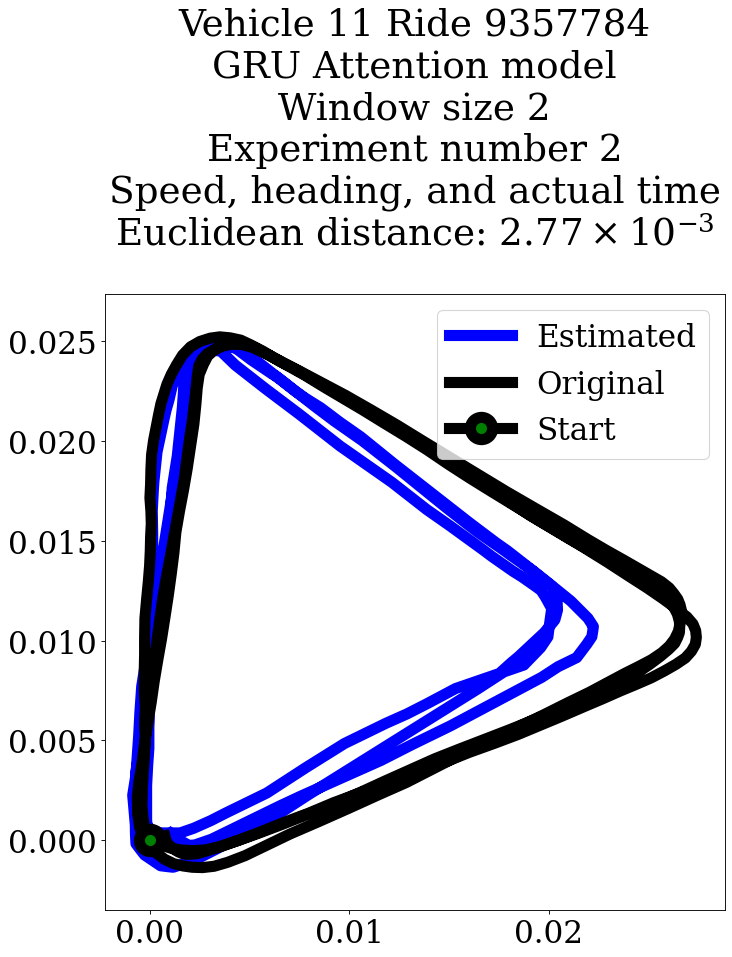 Vehicle 11 Ride 9357784
GRU Attention model
Window size 2
Experiment number 2
Speed, heading, and actual time
Euclidean distance: 2.77 × 10⁻³
Estimated
Original
Start
0.025
0.020
0.015
0.010
0.005
0.000
0.00 0.01 0.02